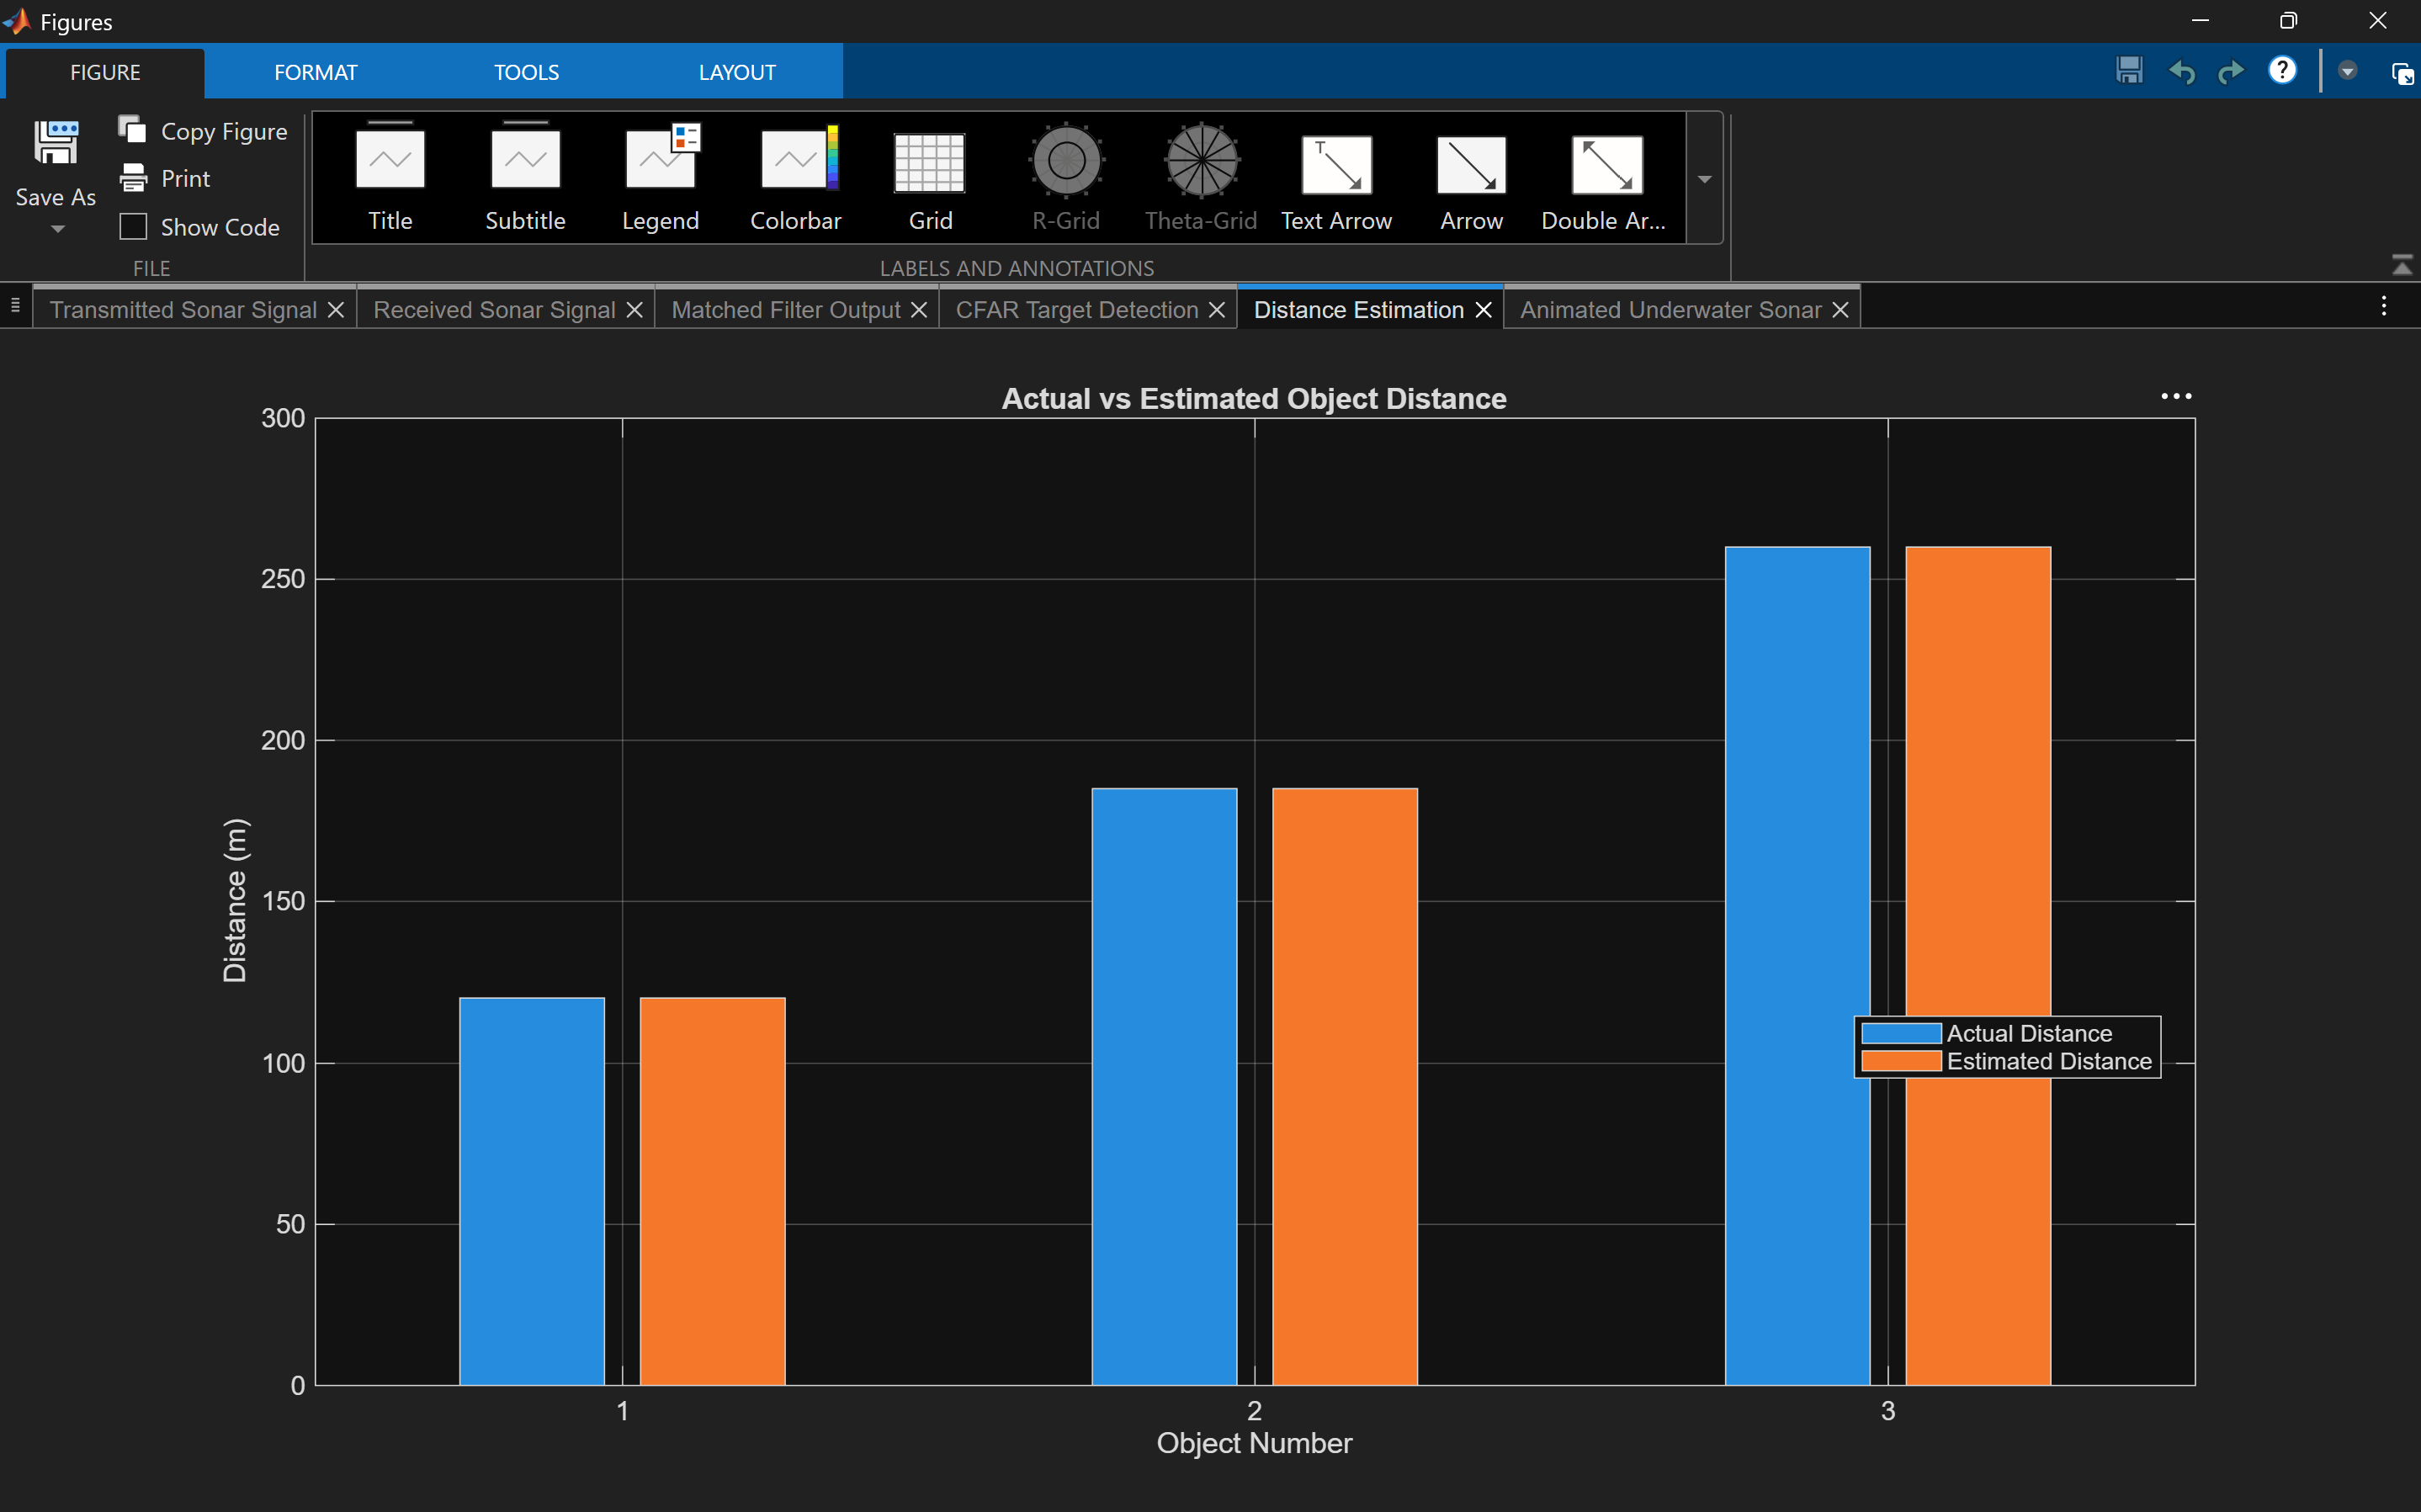 Figures
FIGURE FORMAT TOOLS LAYOUT
Save As
Copy Figure
Print
Show Code
FILE
Title Subtitle Legend Colorbar Grid R-Grid Theta-Grid Text Arrow Arrow Double Ar...
LABELS AND ANNOTATIONS
Transmitted Sonar Signal Received Sonar Signal Matched Filter Output CFAR Target Detection Distance Estimation Animated Underwater Sonar
Actual vs Estimated Object Distance
300
250
200
150
100
50
0
Distance (m)
Actual Distance
Estimated Distance
1 2 3
Object Number